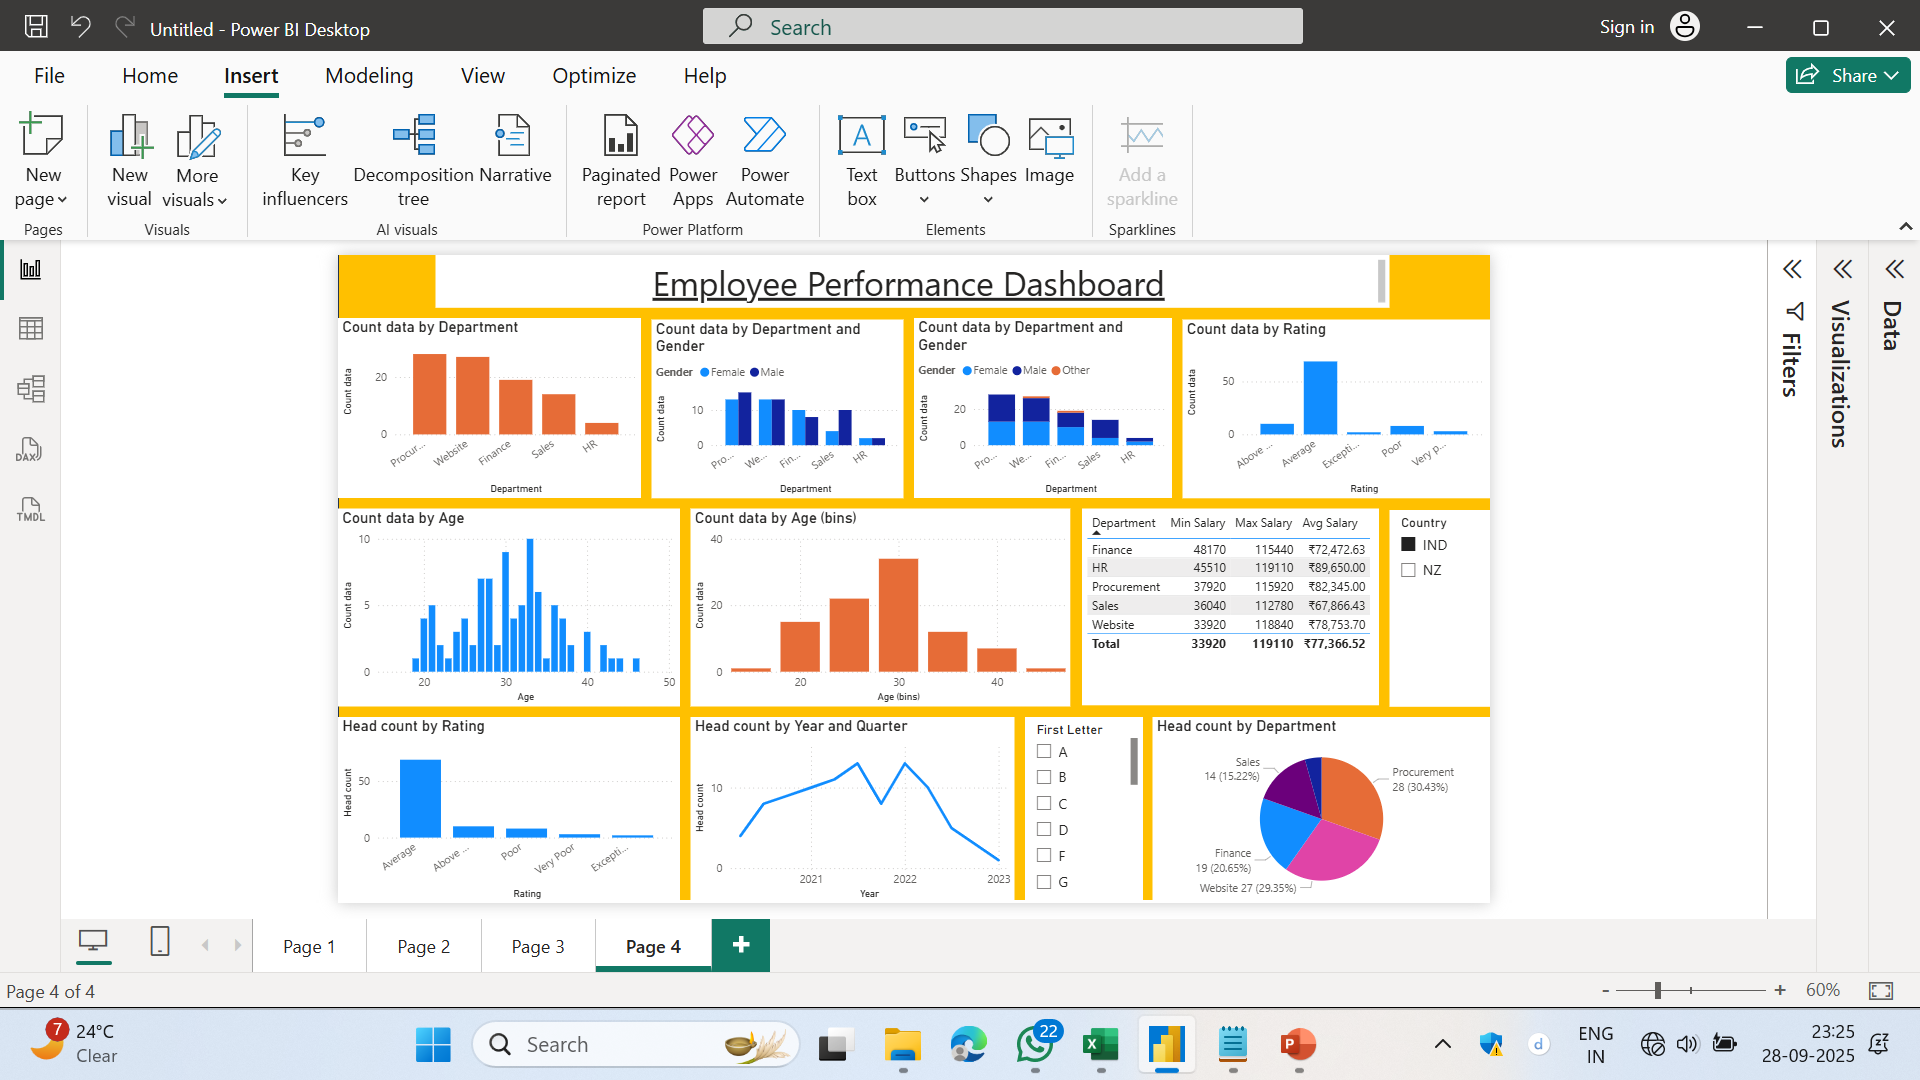 Untitled - Power BI Desktop
Search
Sign in
File Home Insert Modeling View Optimize Help
Share
New page
New visual
More visuals
Key influencers
Decomposition tree
Narrative
Paginated report
Power Apps
Power Automate
Text box
Buttons
Shapes
Image
Add a sparkline
Pages Visuals AI visuals Power Platform Elements Sparklines
DAX
TMDL
Filters
Visualizations
Data
Employee Performance Dashboard
Count data by Department
Count data
20
0
Procur... Website Finance Sales HR
Department
Count data by Department and
Gender
Gender Female Male
Count data
10
0
Pro... We... Fin... Sales HR
Department
Count data by Department and
Gender
Gender Female Male Other
Count data
20
0
Pro... We... Fin... Sales HR
Department
Count data by Rating
Count data
50
0
Above ... Average Excepti... Poor Very p...
Rating
Count data by Age
Count data
10
5
0
20 30 40 50
Age
Count data by Age (bins)
Count data
40
20
0
20 30 40
Age (bins)
Department Min Salary Max Salary Avg Salary
Finance 48170 115440 ₹72,472.63
HR 45510 119110 ₹89,650.00
Procurement 37920 115920 ₹82,345.00
Sales 36040 112780 ₹67,866.43
Website 33920 118840 ₹78,753.70
Total 33920 119110 ₹77,366.52
Country
IND
NZ
Head count by Rating
Head count
50
0
Average Above ... Poor Very Poor Excepti...
Rating
Head count by Year and Quarter
Head count
10
0
2021 2022 2023
Year
First Letter
A
B
C
D
F
G
Head count by Department
Sales
14 (15.22%)
Procurement
28 (30.43%)
Finance
19 (20.65%)
Website 27 (29.35%)
Page 1 Page 2 Page 3 Page 4
Page 4 of 4
- + 60%
7
24°C
Clear
Search
22
ENG
IN
23:25
28-09-2025